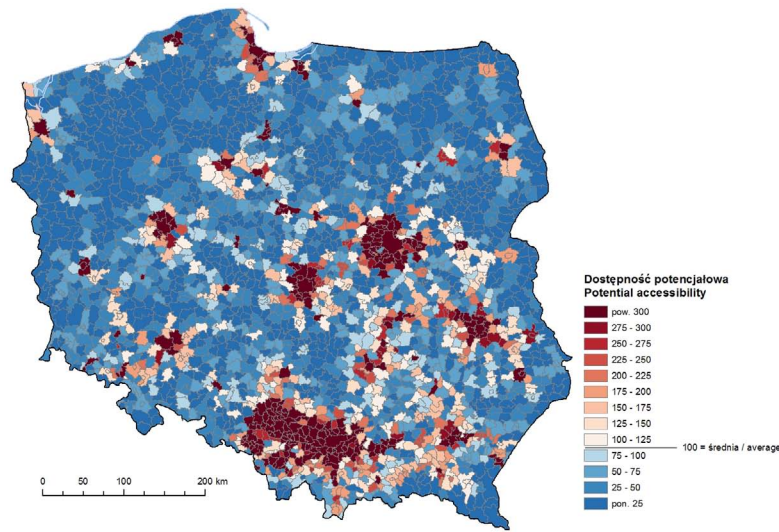 Dostępność potencjałowa
Potential accessibility
pow. 300
275 - 300
250 - 275
225 - 250
200 - 225
175 - 200
150 - 175
125 - 150
100 - 125
100 = średnia / average
75 - 100
50 - 75
25 - 50
pon. 25
0 50 100 200 km